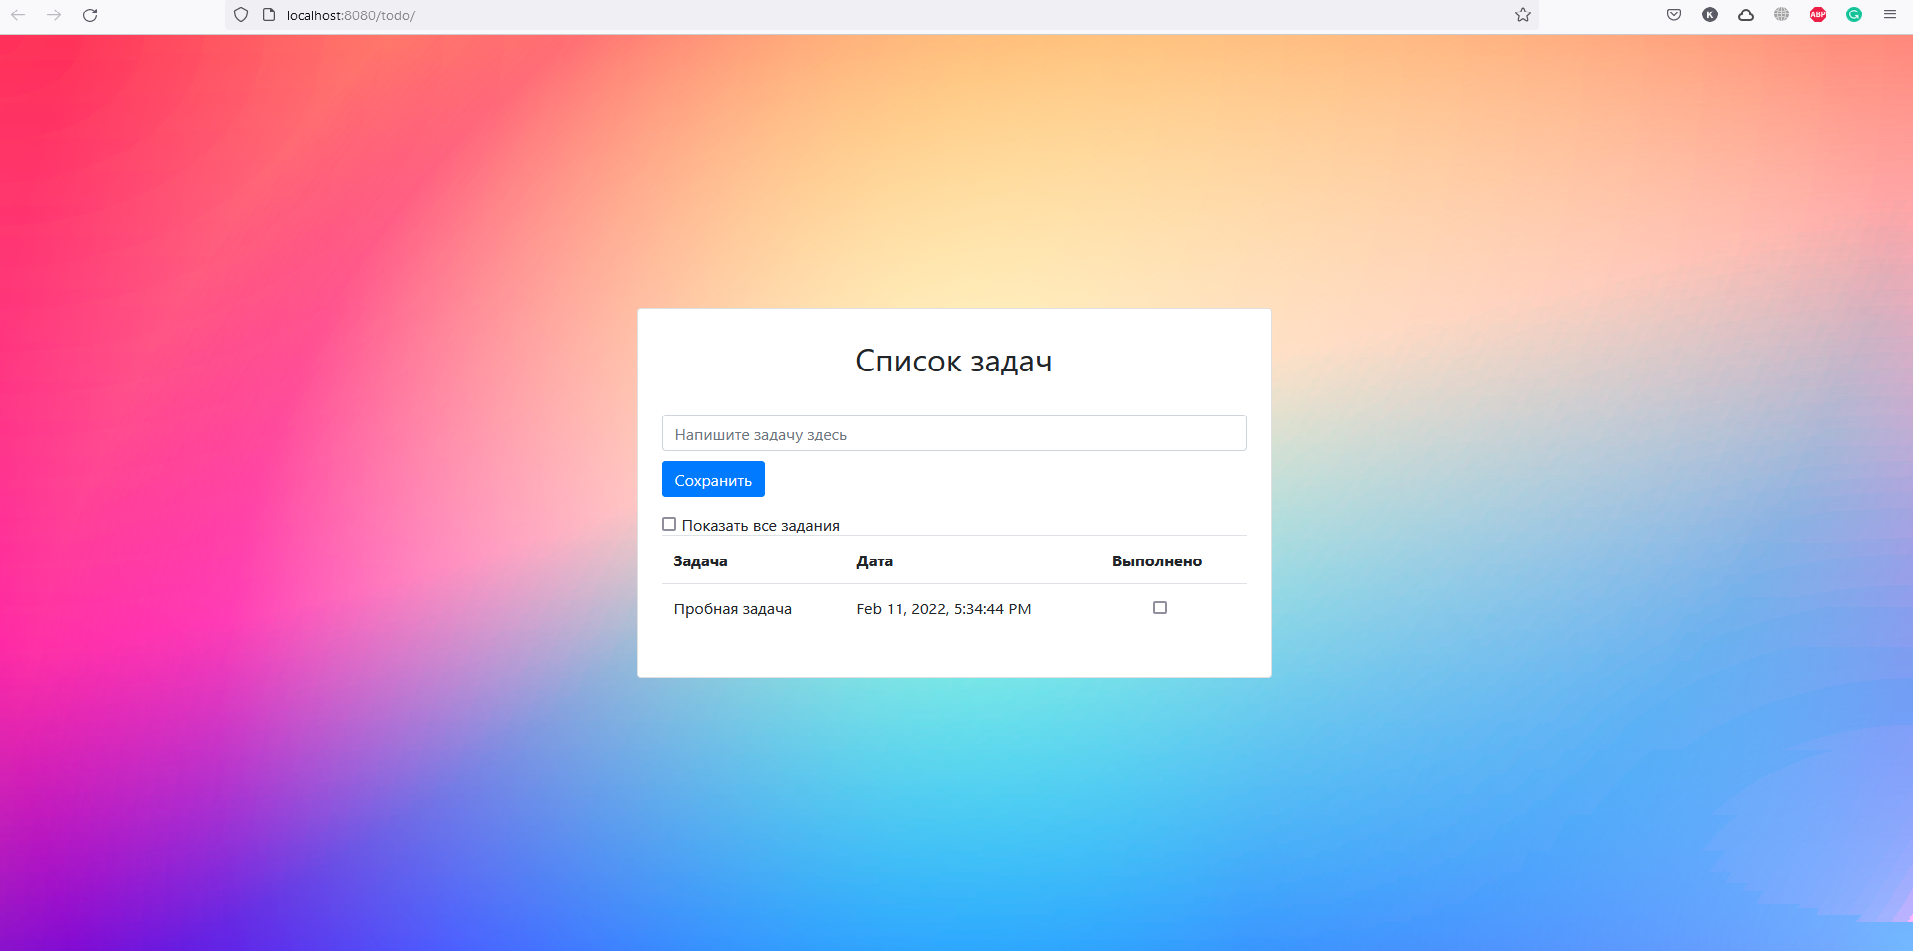 localhost:8080/todo/
K
ABP
Список задач
Напишите задачу здесь
Сохранить
Показать все задания
Задача Дата Выполнено
Пробная задача Feb 11, 2022, 5:34:44 PM